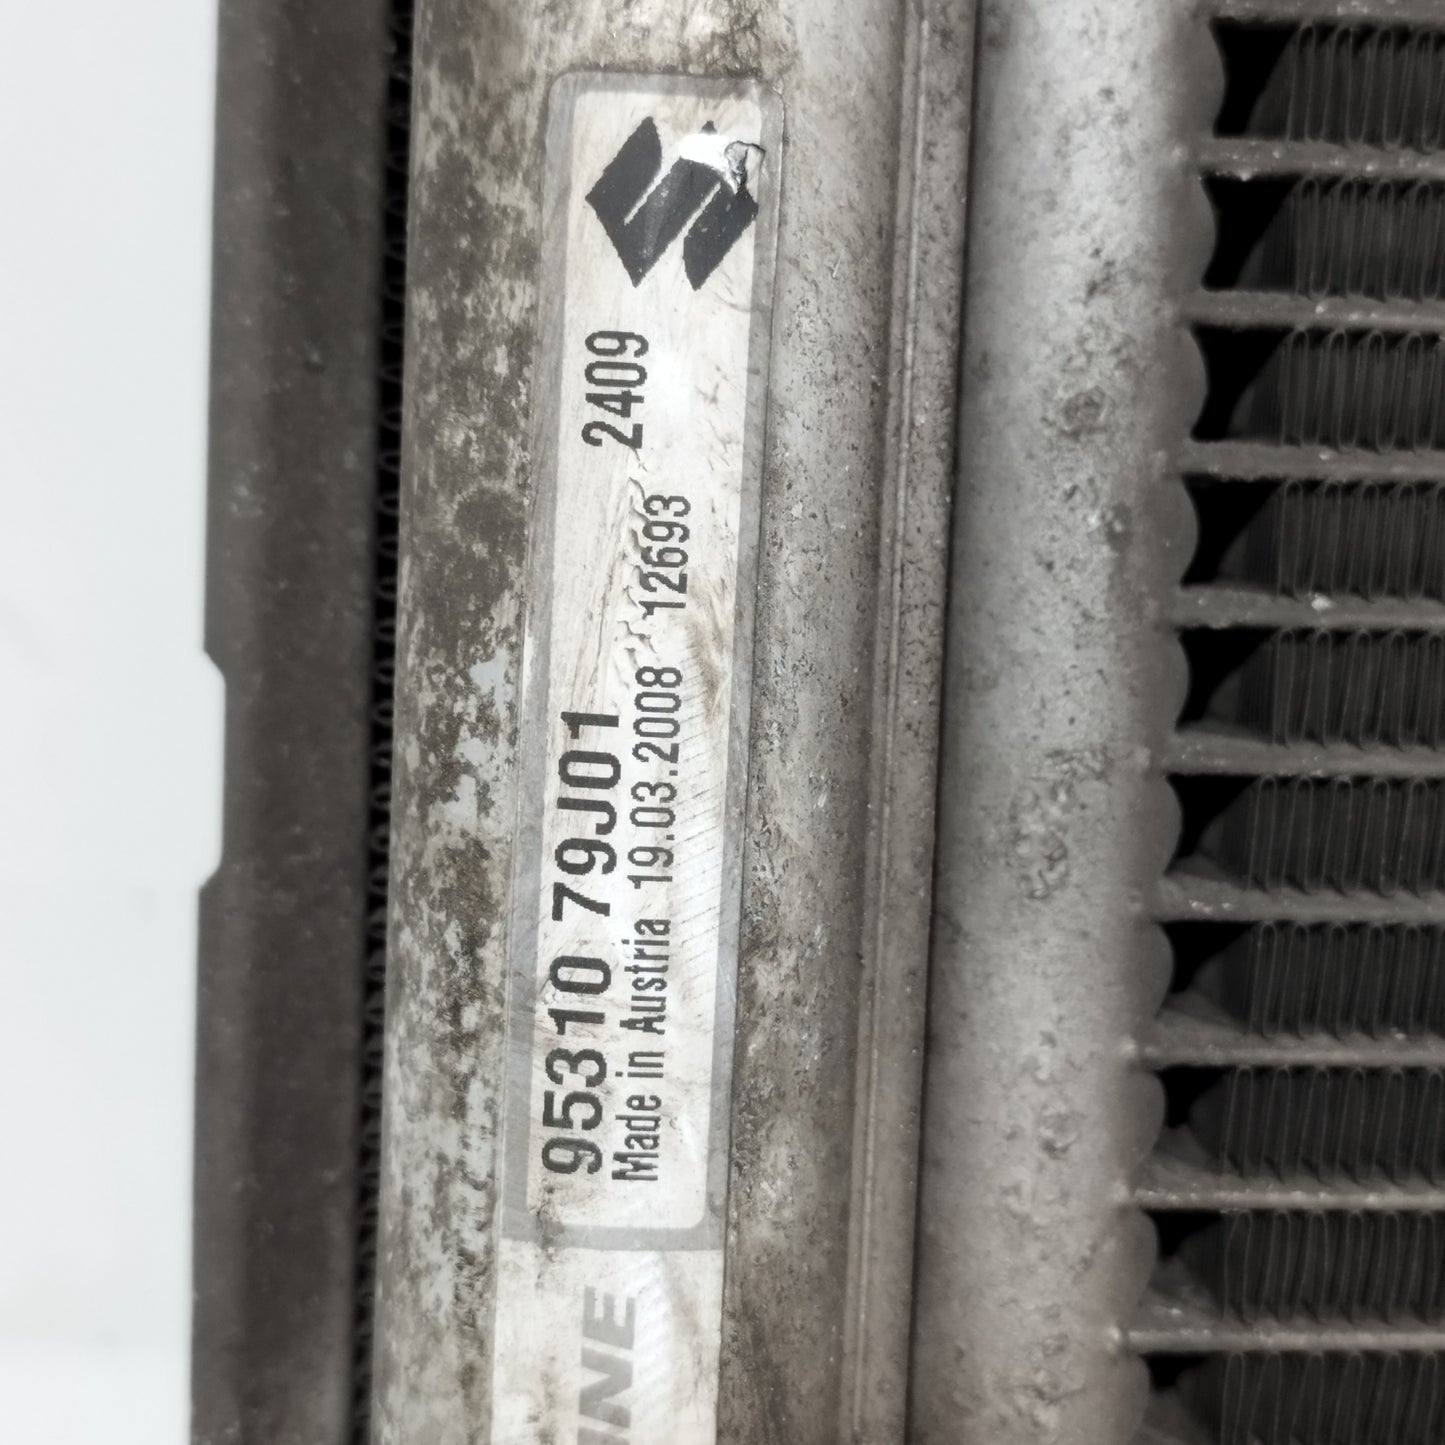 95310 79J01 2409
Made in Austria 19.03.2008 12693